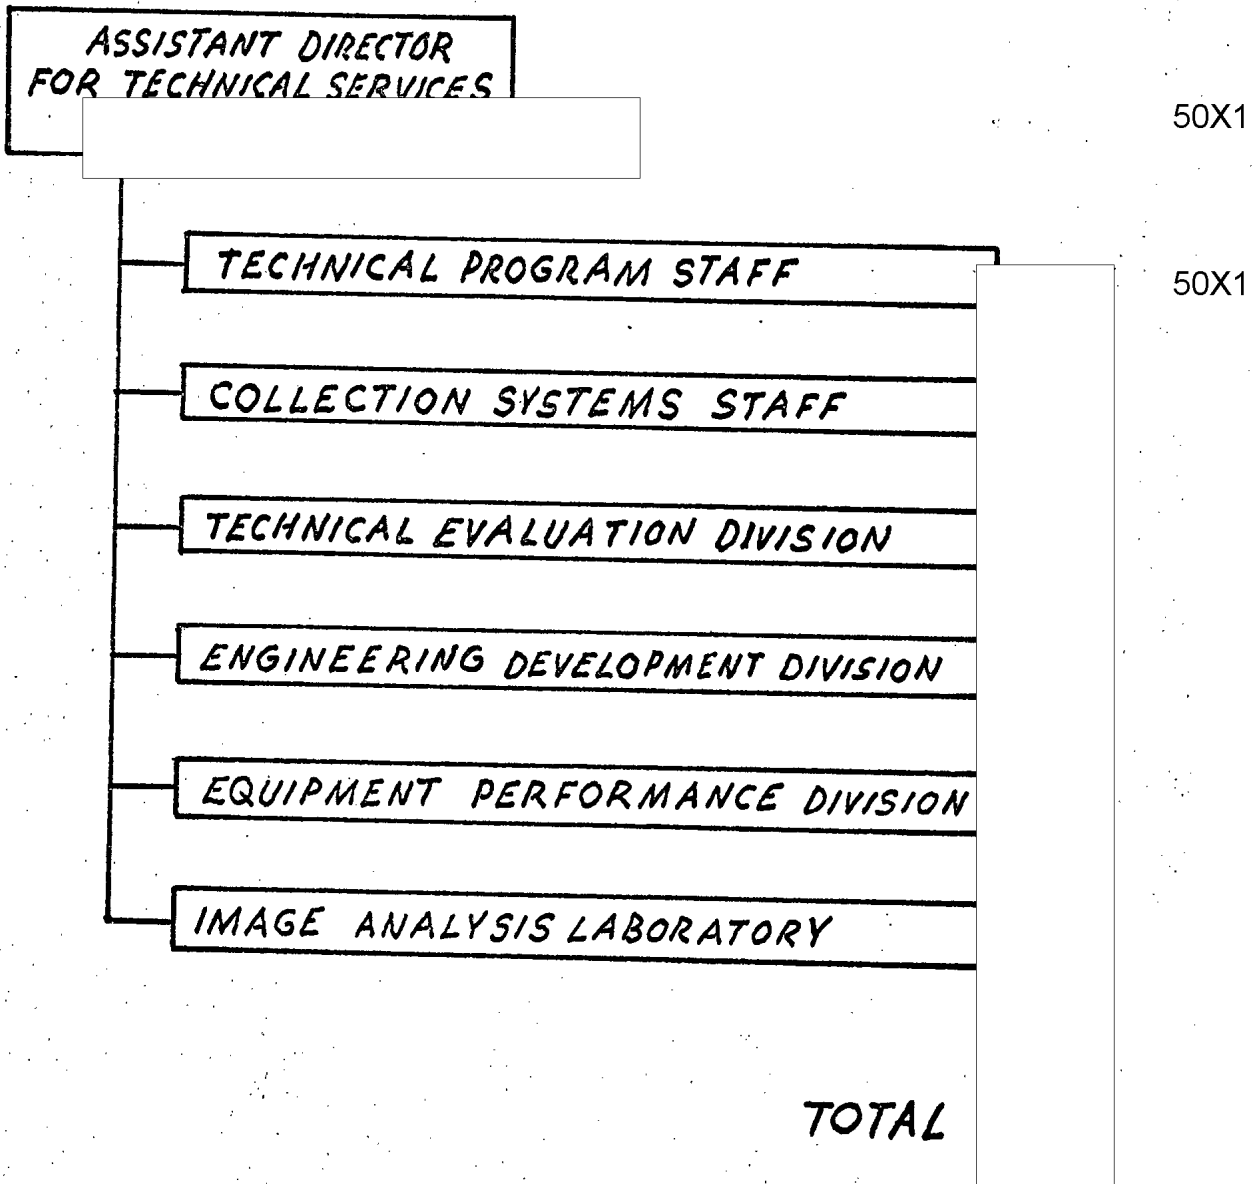 ASSISTANT DIRECTOR
FOR TECHNICAL SERVICES
50X1
TECHNICAL PROGRAM STAFF
50X1
COLLECTION SYSTEMS STAFF
TECHNICAL EVALUATION DIVISION
ENGINEERING DEVELOPMENT DIVISION
EQUIPMENT PERFORMANCE DIVISION
IMAGE ANALYSIS LABORATORY
TOTAL